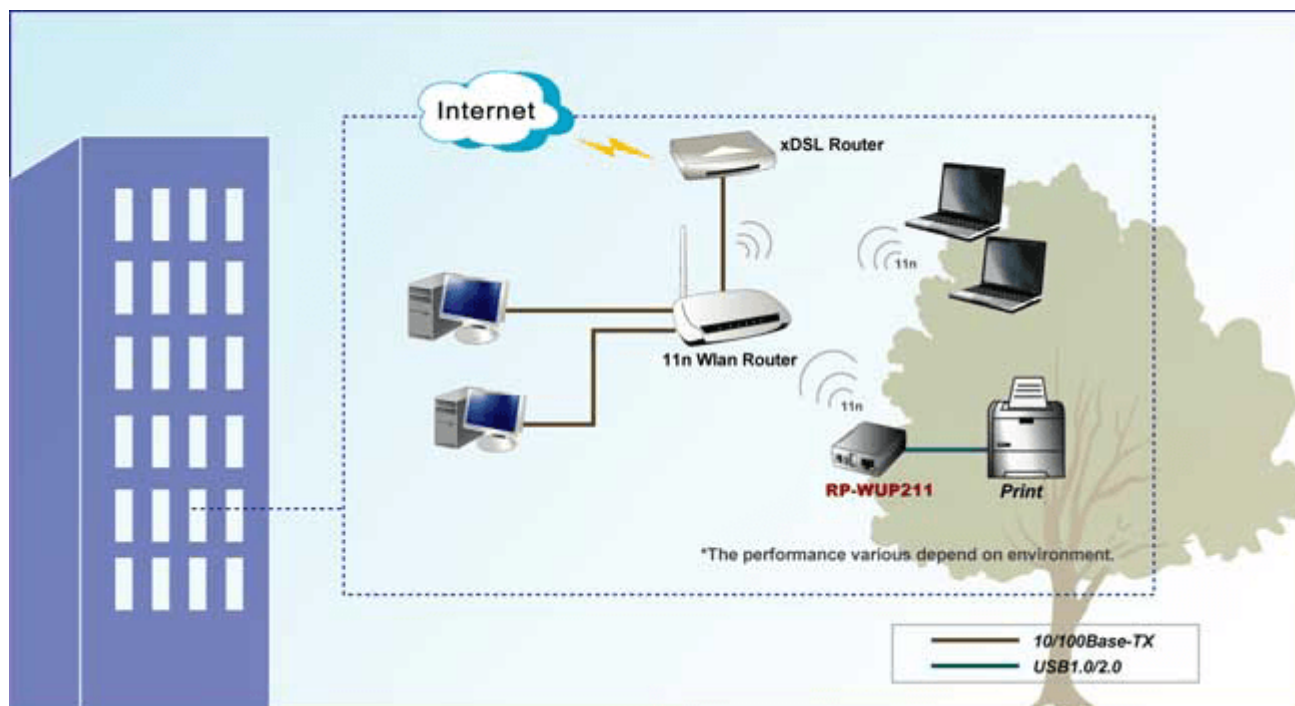 Internet
xDSL Router
11n
11n Wlan Router
11n
RP-WUP211
Print
*The performance various depend on environment.
10/100Base-TX
USB1.0/2.0